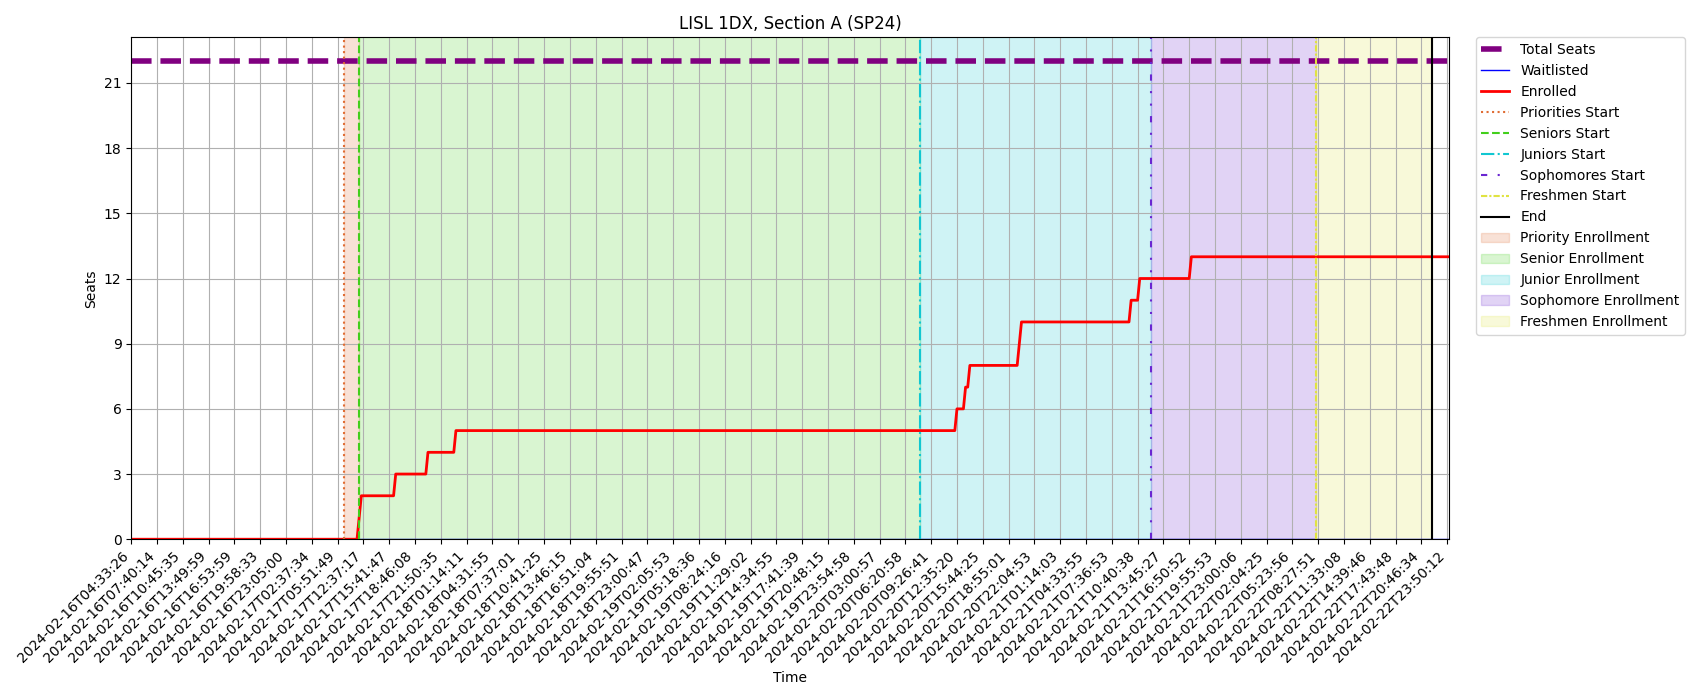 LISL 1DX, Section A (SP24)
Seats
21
18
15
12
9
6
3
0
2024-02-16T04:33:26
2024-02-16T07:40:14
2024-02-16T10:45:35
2024-02-16T13:49:59
2024-02-16T16:53:59
2024-02-16T19:58:33
2024-02-16T23:05:00
2024-02-17T02:37:34
2024-02-17T05:51:49
2024-02-17T12:37:17
2024-02-17T15:41:47
2024-02-17T18:46:08
2024-02-17T21:50:35
2024-02-18T01:14:11
2024-02-18T04:31:55
2024-02-18T07:37:01
2024-02-18T10:41:25
2024-02-18T13:46:15
2024-02-18T16:51:04
2024-02-18T19:55:51
2024-02-18T23:00:47
2024-02-19T02:05:53
2024-02-19T05:18:36
2024-02-19T08:24:16
2024-02-19T11:29:02
2024-02-19T14:34:55
2024-02-19T17:41:39
2024-02-19T20:48:15
2024-02-19T23:54:58
2024-02-20T03:00:57
2024-02-20T06:20:58
2024-02-20T09:26:41
2024-02-20T12:35:20
2024-02-20T15:44:25
2024-02-20T18:55:01
2024-02-20T22:04:53
2024-02-21T01:14:03
2024-02-21T04:33:55
2024-02-21T07:36:53
2024-02-21T10:40:38
2024-02-21T13:45:27
2024-02-21T16:50:52
2024-02-21T19:55:53
2024-02-21T23:00:06
2024-02-22T02:04:25
2024-02-22T05:23:56
2024-02-22T08:27:51
2024-02-22T11:33:08
2024-02-22T14:39:46
2024-02-22T17:43:48
2024-02-22T20:46:34
2024-02-22T23:50:12
Time
Total Seats
Waitlisted
Enrolled
Priorities Start
Seniors Start
Juniors Start
Sophomores Start
Freshmen Start
End
Priority Enrollment
Senior Enrollment
Junior Enrollment
Sophomore Enrollment
Freshmen Enrollment